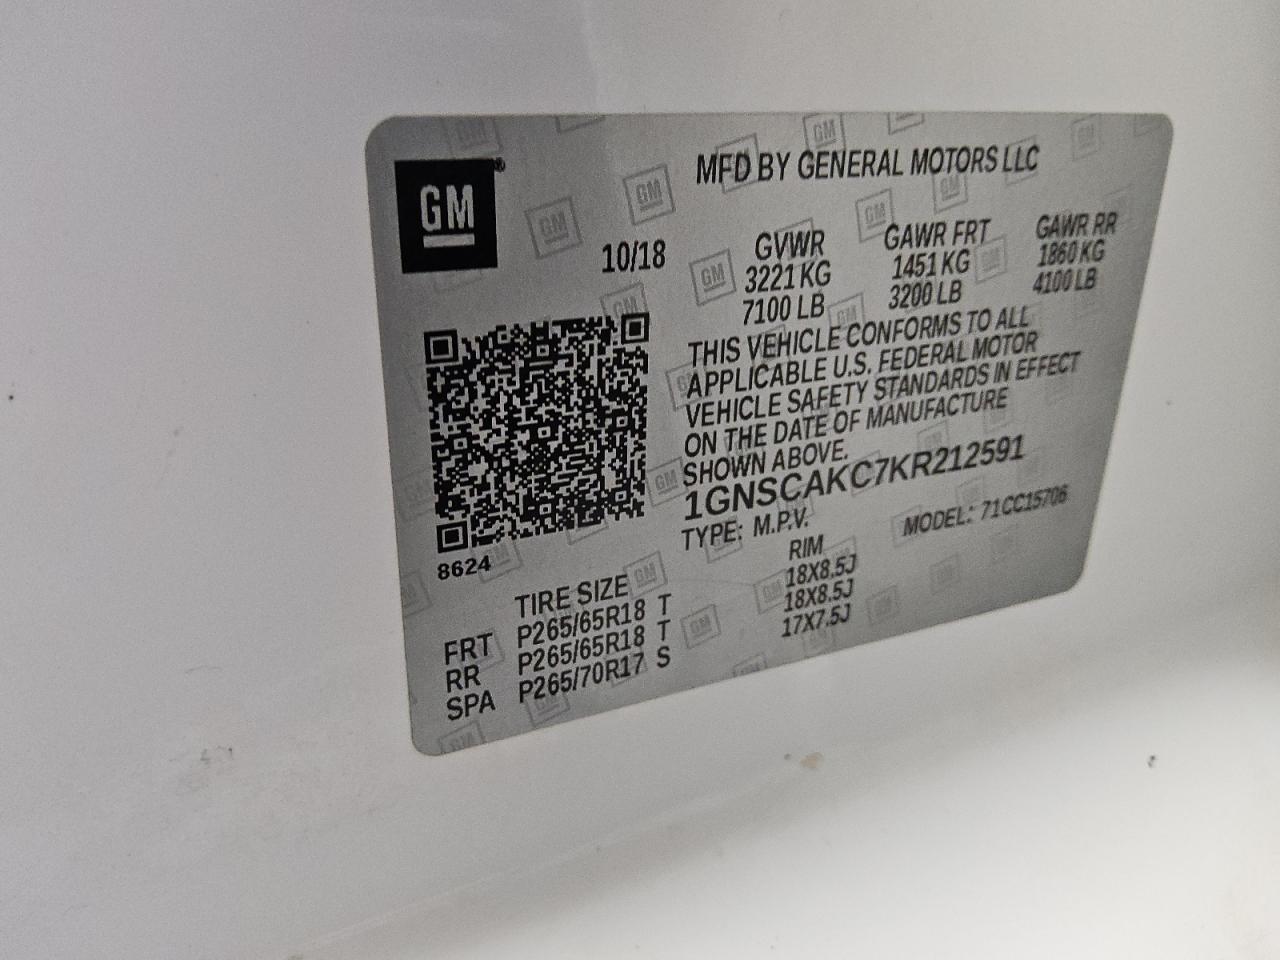 GM
MFD BY GENERAL MOTORS LLC
10/18
GVWR GAWR FRT GAWR RR
3221 KG 1451 KG 1860 KG
7100 LB 3200 LB 4100 LB
THIS VEHICLE CONFORMS TO ALL
APPLICABLE U.S. FEDERAL MOTOR
VEHICLE SAFETY STANDARDS IN EFFECT
ON THE DATE OF MANUFACTURE
SHOWN ABOVE.
1GNSCAKC7KR212591
TYPE: M.P.V. MODEL: 71CC15706
8624
TIRE SIZE RIM
FRT P265/65R18 T 18X8.5J
RR P265/65R18 T 18X8.5J
SPA P265/70R17 S 17X7.5J